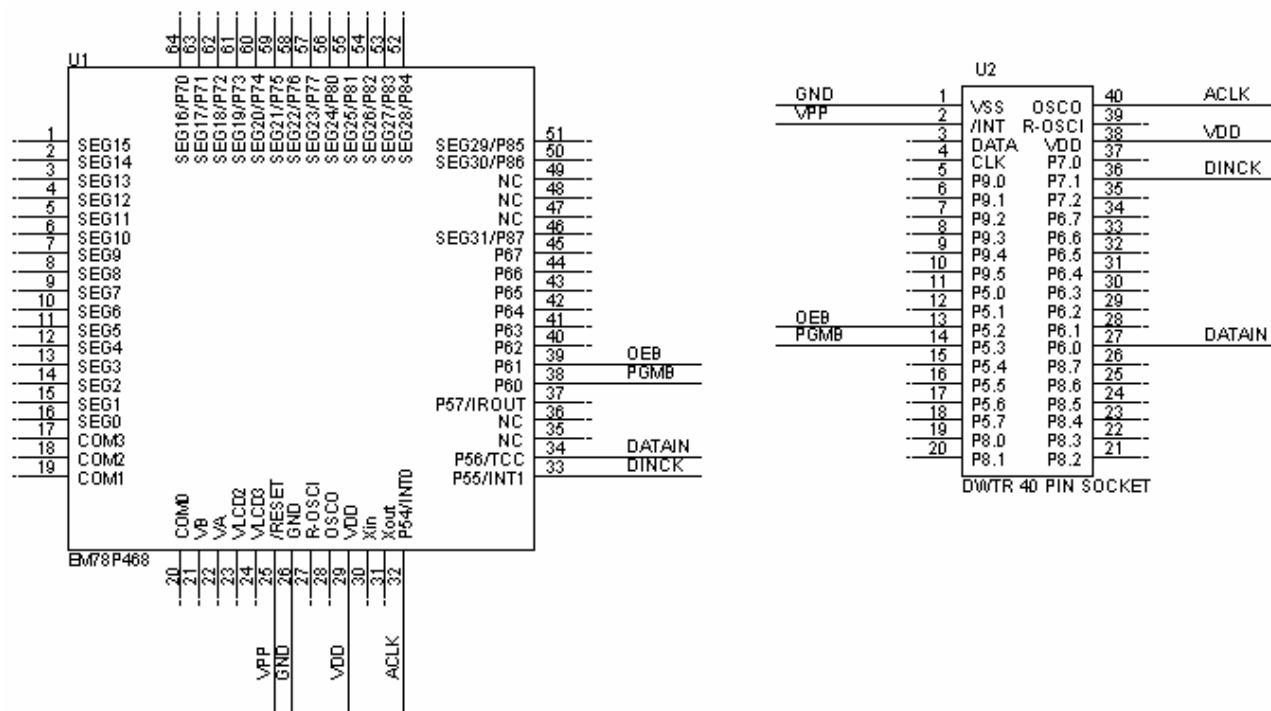 64 63 62 61 60 59 58 57 56 55 54 53 52
U1
SEG16/P70
SEG17/P71
SEG18/P72
SEG19/P73
SEG20/P74
SEG21/P75
SEG22/P76
SEG23/P77
SEG24/P80
SEG25/P81
SEG26/P82
SEG27/P83
SEG28/P84
1 SEG15
2 SEG14
3 SEG13
4 SEG12
5 SEG11
6 SEG10
7 SEG9
8 SEG8
9 SEG7
10 SEG6
11 SEG5
12 SEG4
13 SEG3
14 SEG2
15 SEG1
16 SEG0
17 COM3
18 COM2
19 COM1
SEG29/P85 51
SEG30/P86 50
NC 49
NC 48
NC 47
SEG31/P87 46
P67 45
P66 44
P65 43
P64 42
P63 41
P62 40
P61 39 OEB
P60 38 PGMB
P57/IROUT 37
NC 36
NC 35
P56/TCC 34 DATAIN
P55/INT1 33 DINCK
COM0
VB
VA
VLCD2
VLCD3
/RESET
GND
R-OSCI
OSCO
VDD
Xin
Xout
P54/INT0
EM78P468
20 21 22 23 24 25 26 27 28 29 30 31 32
VPP
GND
VDD
ACLK
U2
GND 1 VSS
VPP 2 /INT
3 DATA
4 CLK
5 P9.0
6 P9.1
7 P9.2
8 P9.3
9 P9.4
10 P9.5
11 P5.0
12 P5.1
OEB 13 P5.2
PGMB 14 P5.3
15 P5.4
16 P5.5
17 P5.6
18 P5.7
19 P8.0
20 P8.1
OSCO 40 ACLK
R-OSCI 39
VDD 38 VDD
P7.0 37
P7.1 36 DINCK
P7.2 35
P6.7 34
P6.6 33
P6.5 32
P6.4 31
P6.3 30
P6.2 29
P6.1 28
P6.0 27 DATAIN
P8.7 26
P8.6 25
P8.5 24
P8.4 23
P8.3 22
P8.2 21
DWTR 40 PIN SOCKET